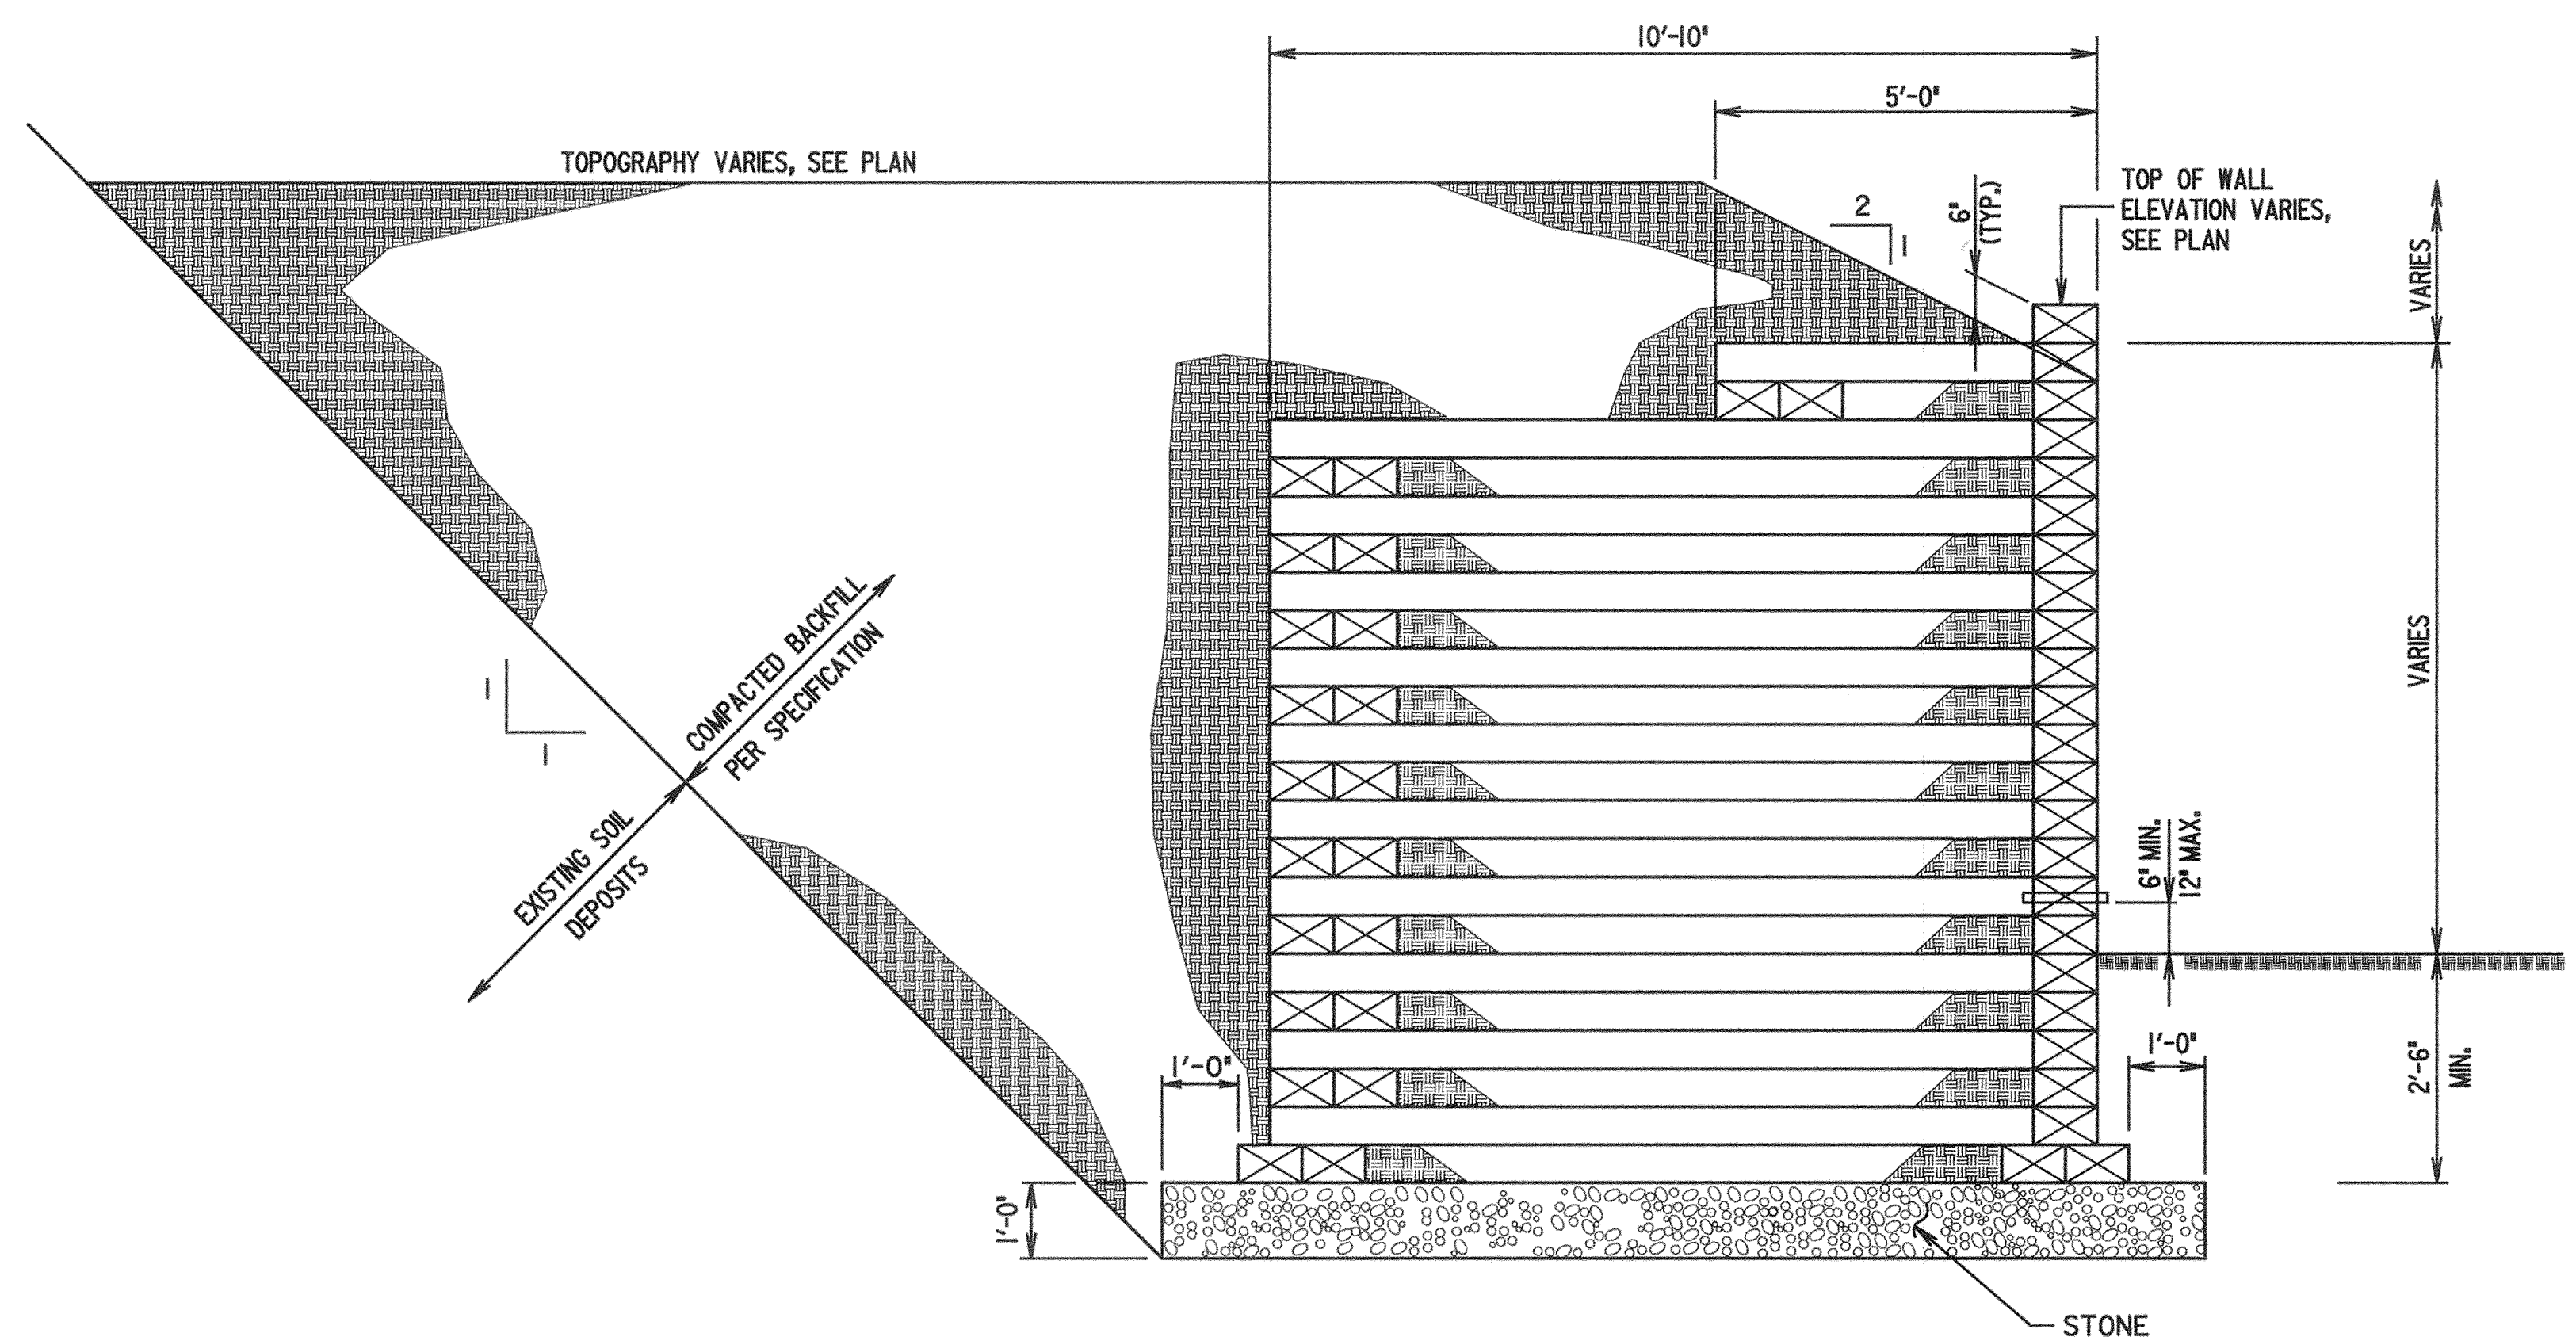 10'-10"
5'-0"
TOPOGRAPHY VARIES, SEE PLAN
TOP OF WALL
ELEVATION VARIES,
SEE PLAN
2
1
6"
(TYP.)
VARIES
VARIES
COMPACTED BACKFILL
PER SPECIFICATION
1
1
EXISTING SOIL
DEPOSITS
6" MIN.
12" MAX.
1'-0"
1'-0"
2'-6"
MIN.
1'-0"
STONE